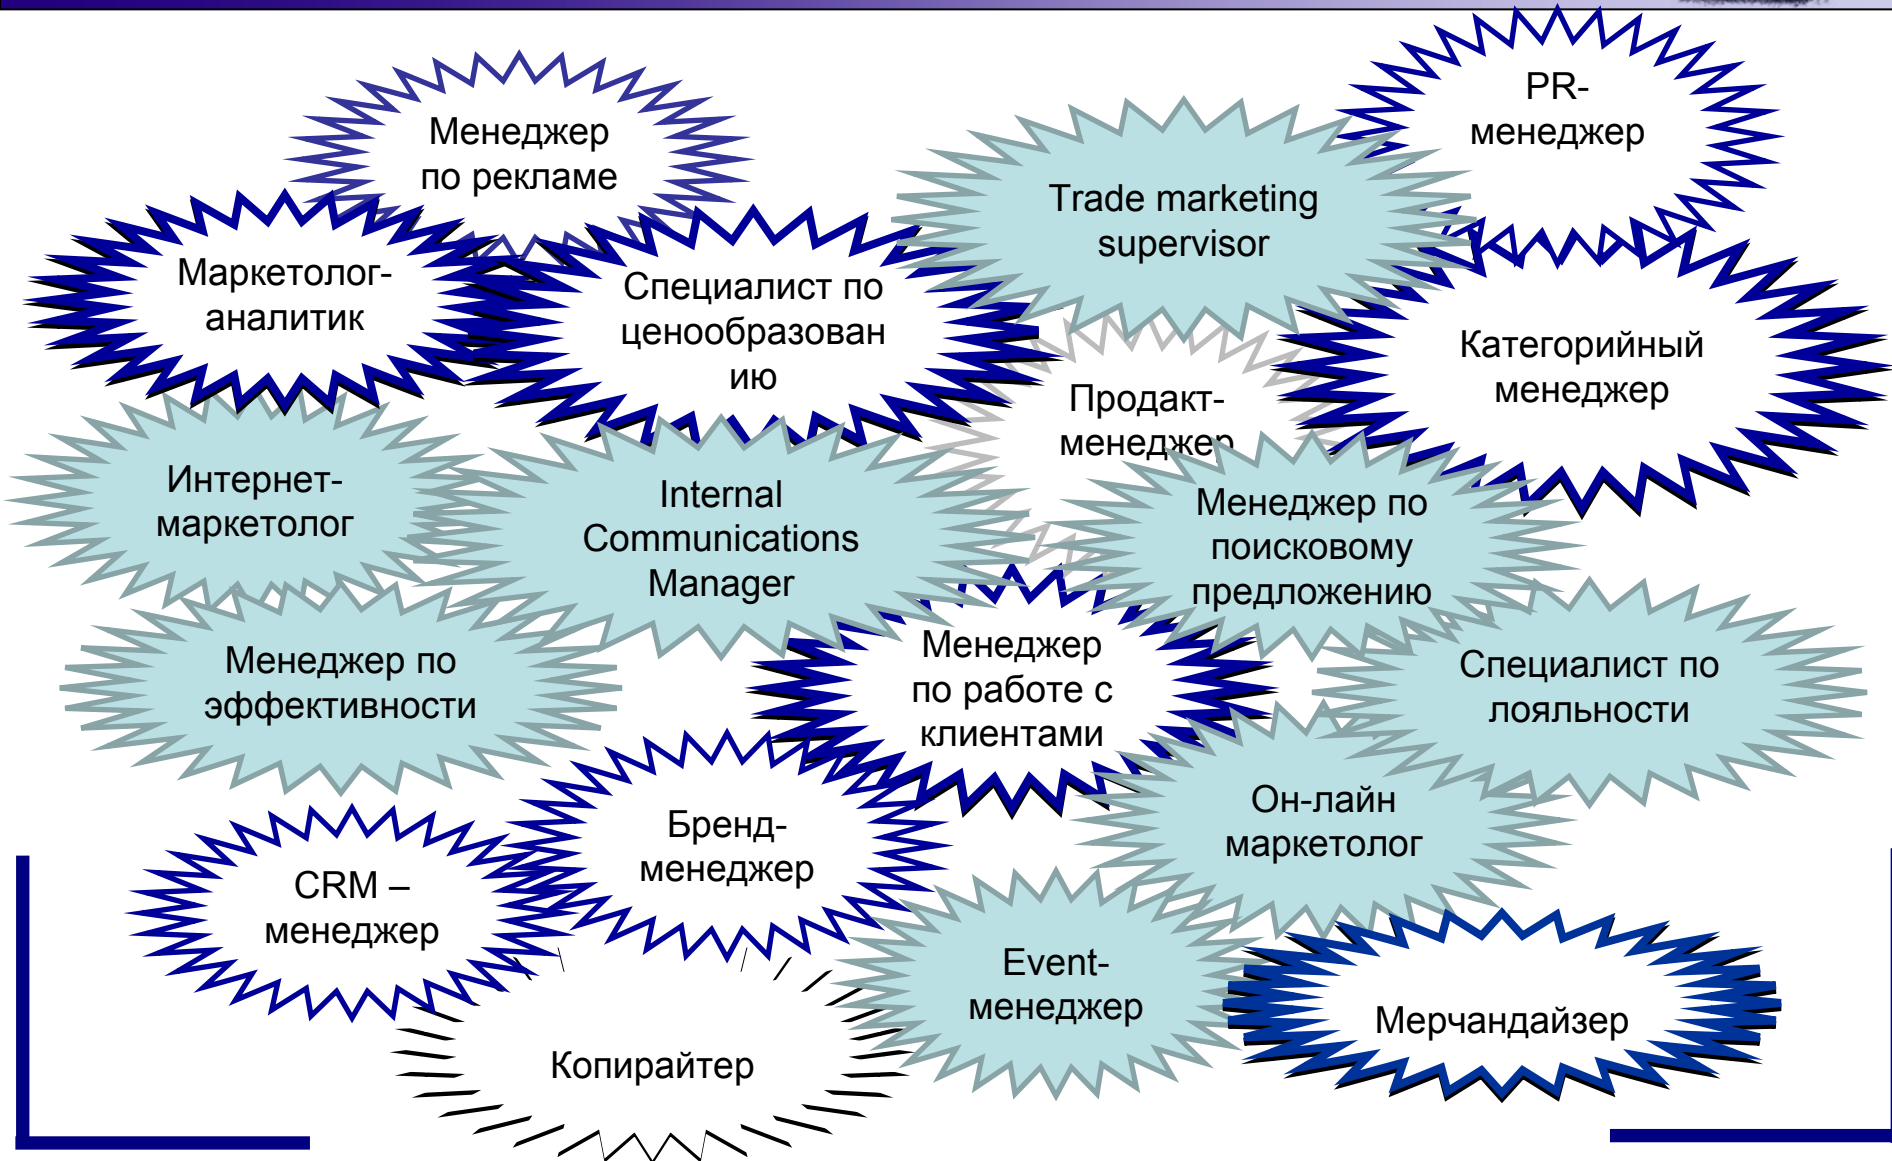 Менеджер
по рекламе
PR-
менеджер
Trade marketing
supervisor
Маркетолог-
аналитик
Специалист по
ценообразован
ию
Категорийный
менеджер
Продакт-
менеджер
Интернет-
маркетолог
Internal
Communications
Manager
Менеджер по
поисковому
предложению
Менеджер по
эффективности
Менеджер
по работе с
клиентами
Специалист по
лояльности
Бренд-
менеджер
Он-лайн
маркетолог
CRM –
менеджер
Event-
менеджер
Мерчандайзер
Копирайтер